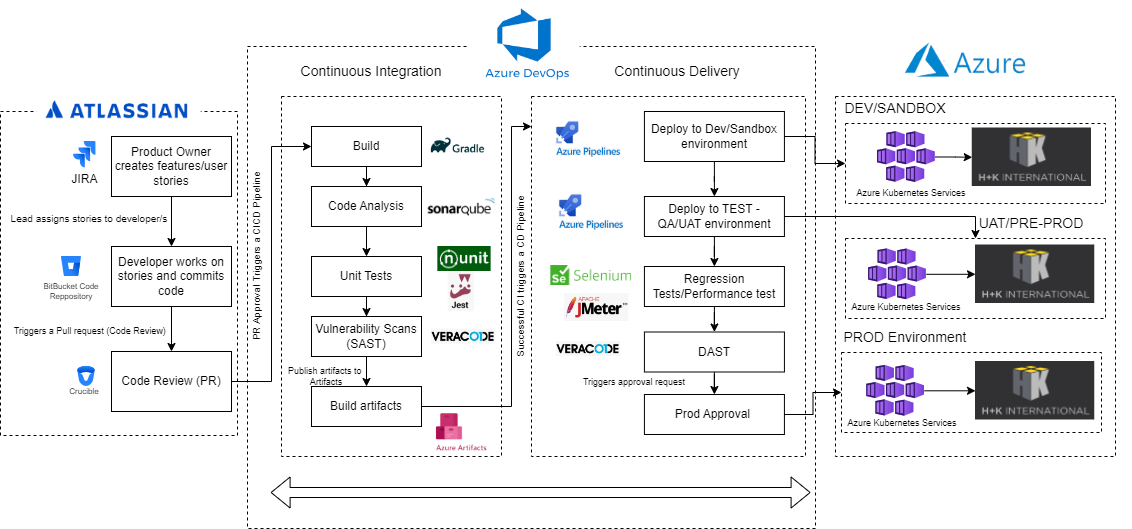 Azure DevOps
Continuous Integration
Continuous Delivery
Azure
ATLASSIAN
JIRA
Product Owner
creates features/user
stories
Lead assigns stories to developer/s
BitBucket Code
Reppository
Developer works on
stories and commits
code
Triggers a Pull request (Code Review)
Crucible
Code Review (PR)
PR Approval Triggers a CICD Pipeline
Build
Gradle
Code Analysis
sonarqube
Unit Tests
nunit
Jest
Vulnerability Scans
(SAST)
VERACODE
Publish artifacts to
Artifacts
Build artifacts
Azure Artifacts
Successful CI triggers a CD Pipeline
Azure Pipelines
Deploy to Dev/Sandbox
environment
Azure Pipelines
Deploy to TEST -
QA/UAT environment
Se Selenium
APACHE
JMeter™
Regression
Tests/Performance test
VERACODE
DAST
Triggers approval request
Prod Approval
DEV/SANDBOX
Azure Kubernetes Services
HK
H+K INTERNATIONAL
UAT/PRE-PROD
Azure Kubernetes Services
HK
H+K INTERNATIONAL
PROD Environment
Azure Kubernetes Services
HK
H+K INTERNATIONAL